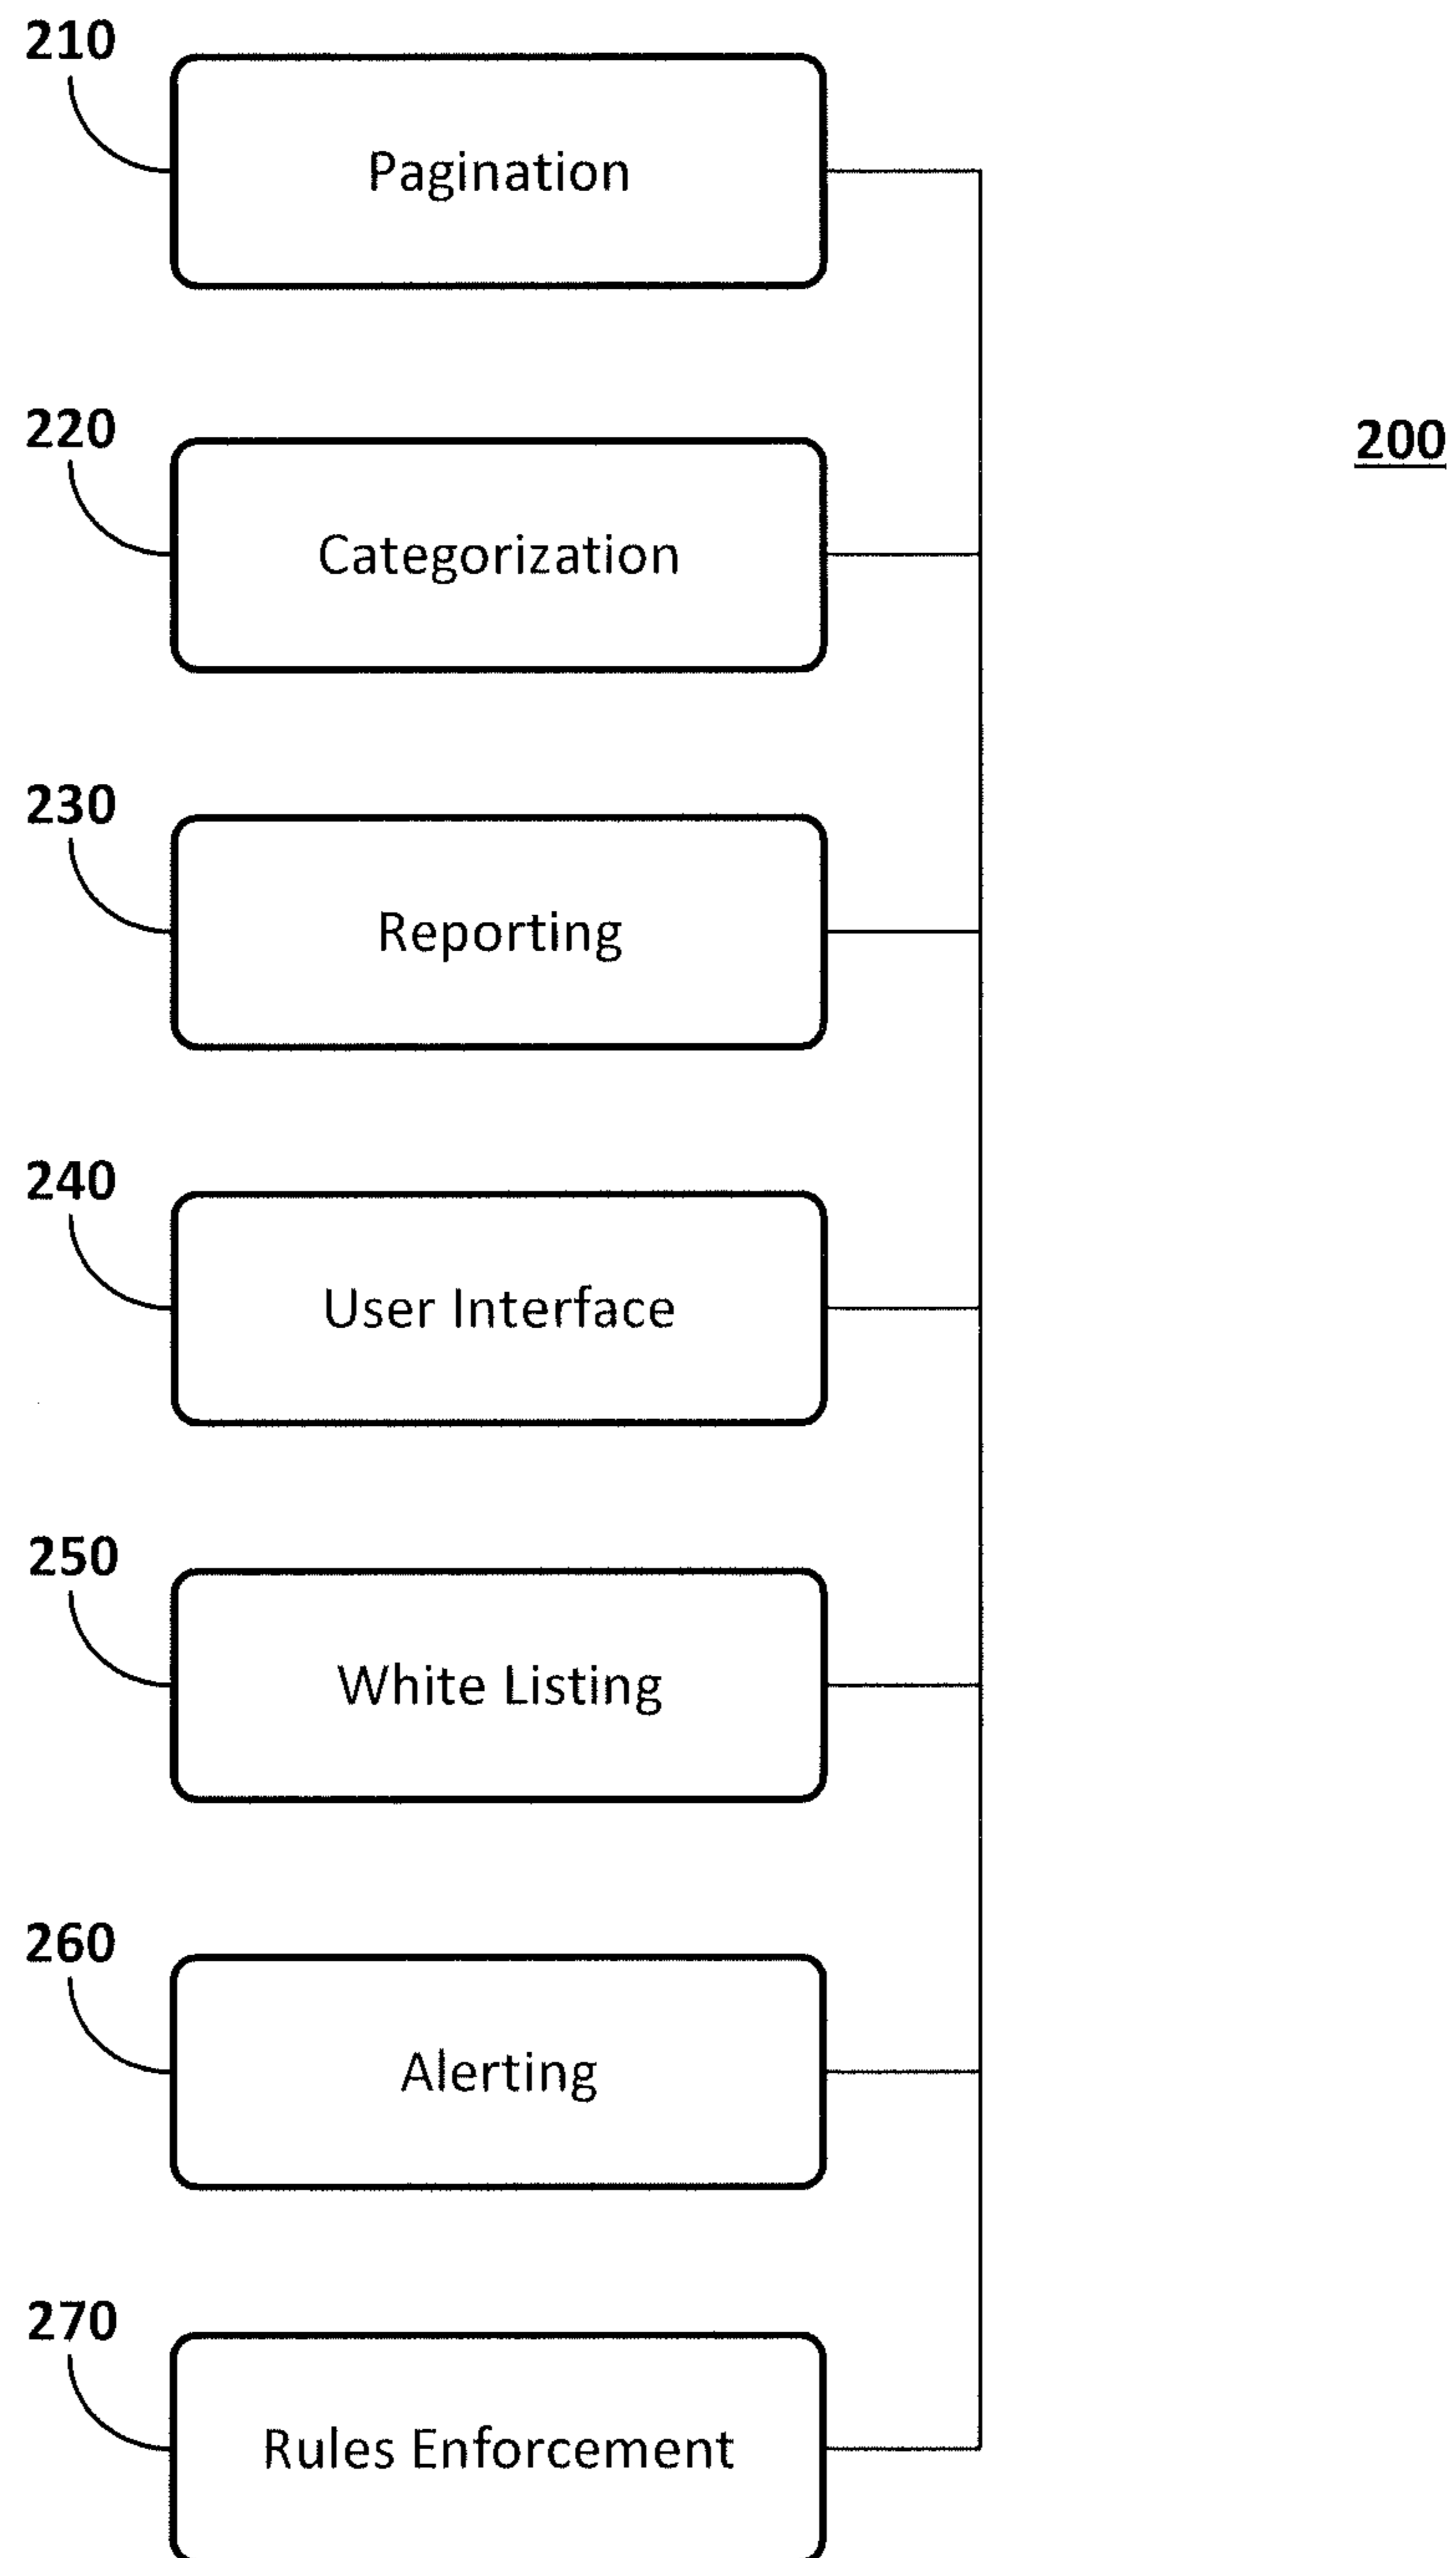 210
Pagination
220
200
Categorization
230
Reporting
240
User Interface
250
White Listing
260
Alerting
270
Rules Enforcement